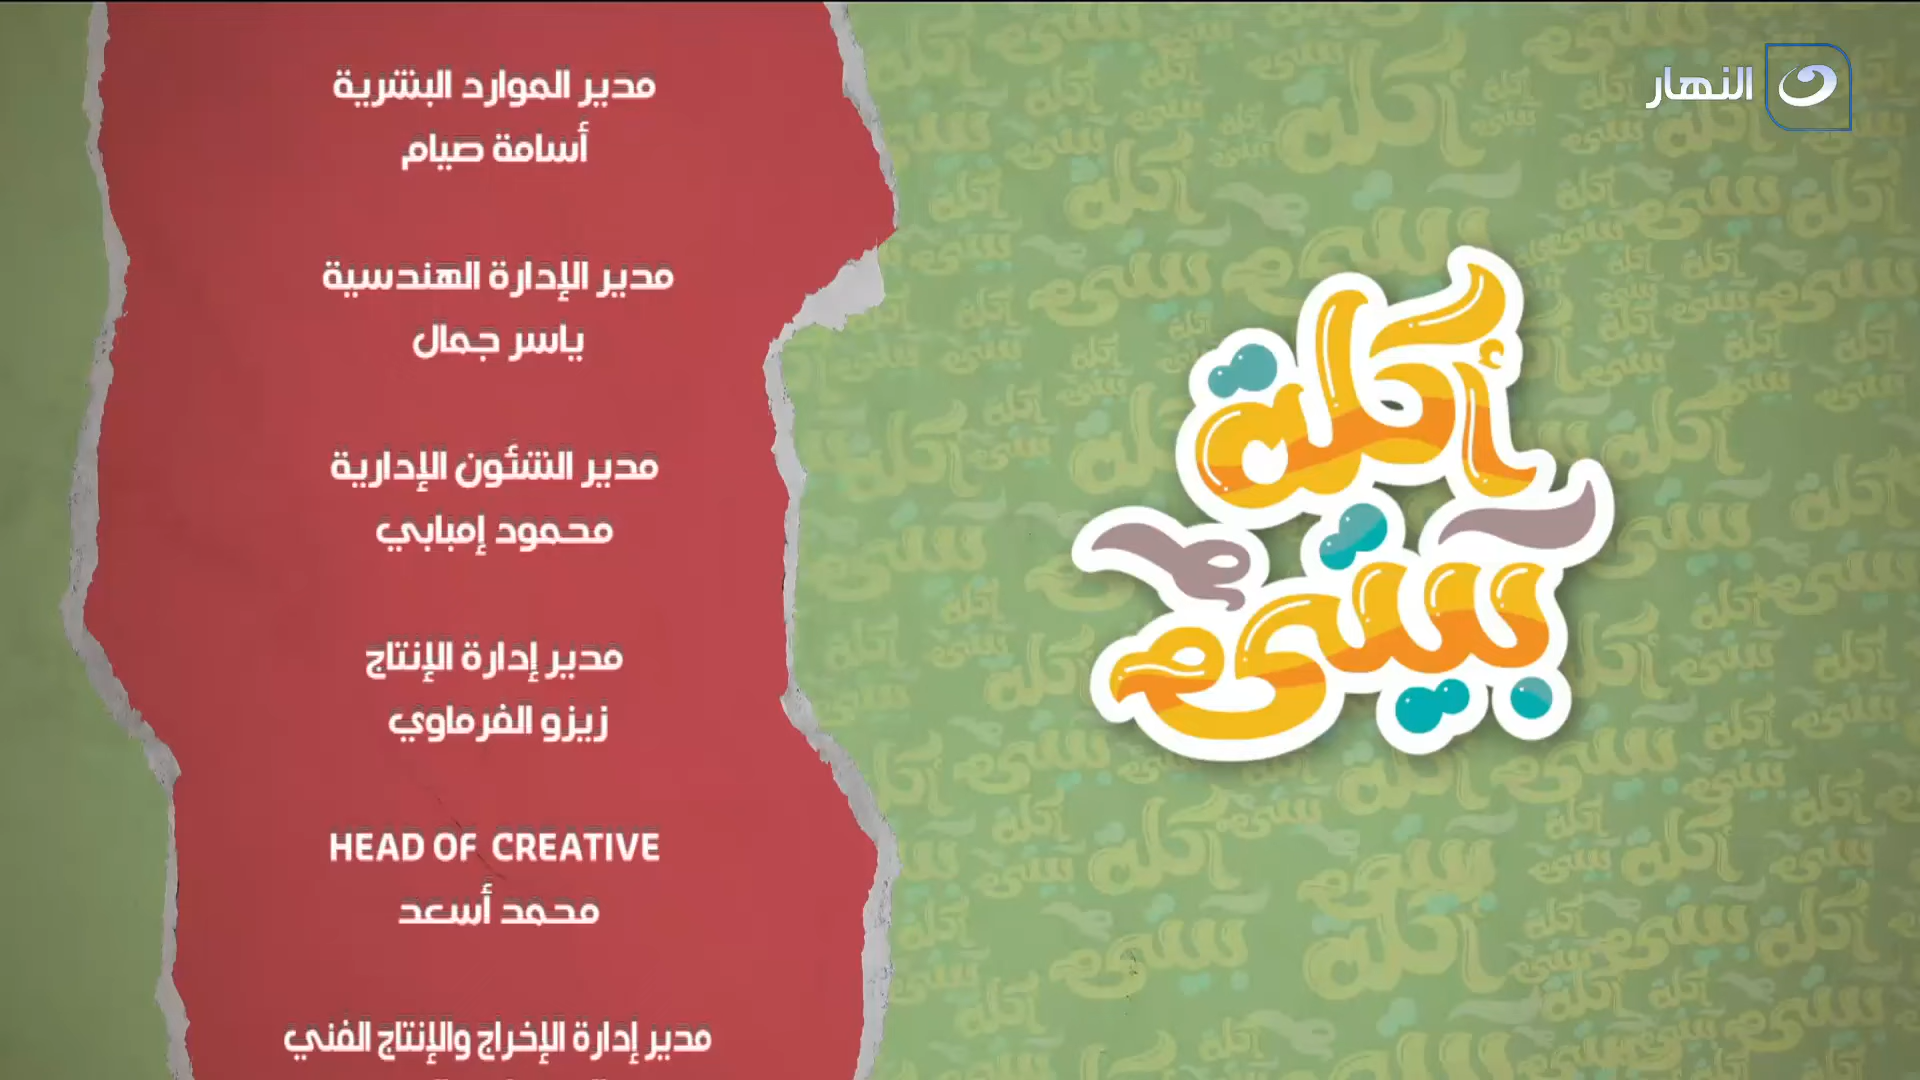 النهار
مدير الموارد البشرية
أسامة صيام
مدير الإدارة الهندسية
ياسر جمال
مدير الشئون الإدارية
محمود إمبابي
مدير إدارة الإنتاج
زيزو الفرماوي
HEAD OF CREATIVE
محمد أسعد
مدير إدارة الإخراج والإنتاج الفني
أكلة
بيتي